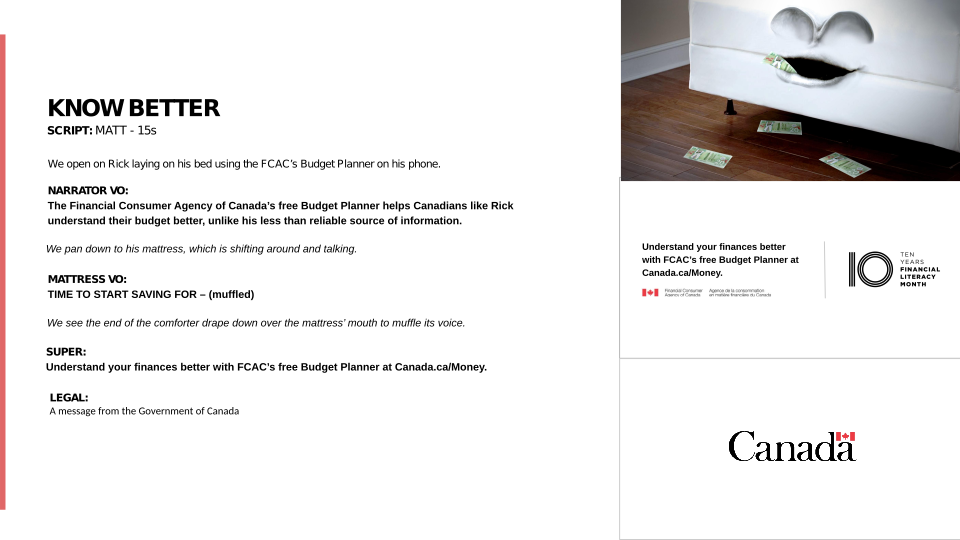 KNOW BETTER
SCRIPT: MATT - 15s
We open on Rick laying on his bed using the FCAC's Budget Planner on his phone.
NARRATOR VO:
The Financial Consumer Agency of Canada's free Budget Planner helps Canadians like Rick
understand their budget better, unlike his less than reliable source of information.
We pan down to his mattress, which is shifting around and talking.
MATTRESS VO:
TIME TO START SAVING FOR – (muffled)
We see the end of the comforter drape down over the mattress' mouth to muffle its voice.
SUPER:
Understand your finances better with FCAC's free Budget Planner at Canada.ca/Money.
LEGAL:
A message from the Government of Canada
Understand your finances better
with FCAC's free Budget Planner at
Canada.ca/Money.
Financial Consumer
Agency of Canada
Agence de la consommation
en matière financière du Canada
10
TEN
YEARS
FINANCIAL
LITERACY
MONTH
Canada